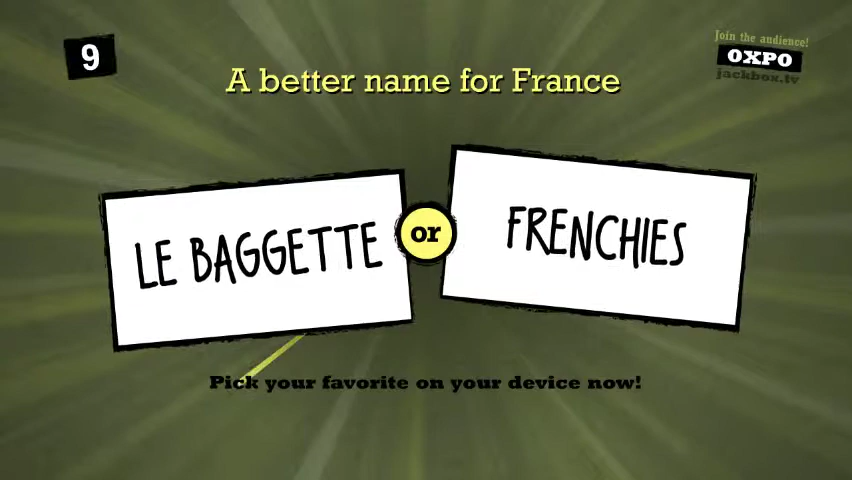 9
Join the audience!
OXPO
jackbox.tv
A better name for France
LE BAGGETTE
or
FRENCHIES
Pick your favorite on your device now!